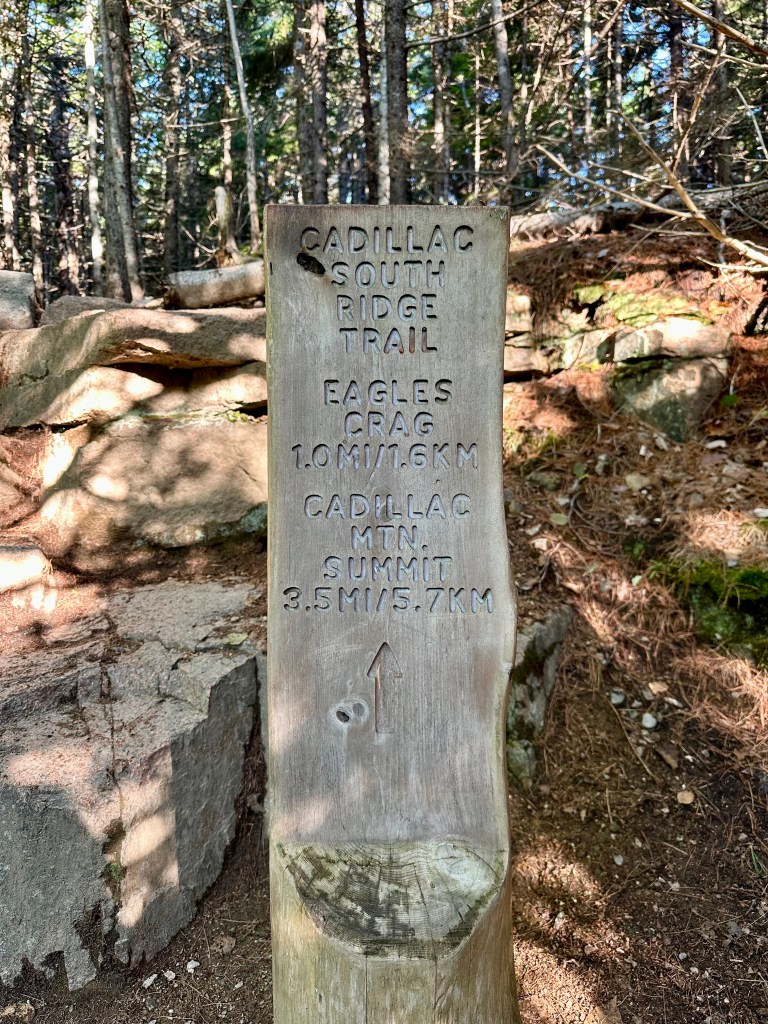 CADILLAC
SOUTH
RIDGE
TRAIL
EAGLES
CRAG
1.0MI/1.6KM
CADILLAC
MTN.
SUMMIT
3.5MI/5.7KM